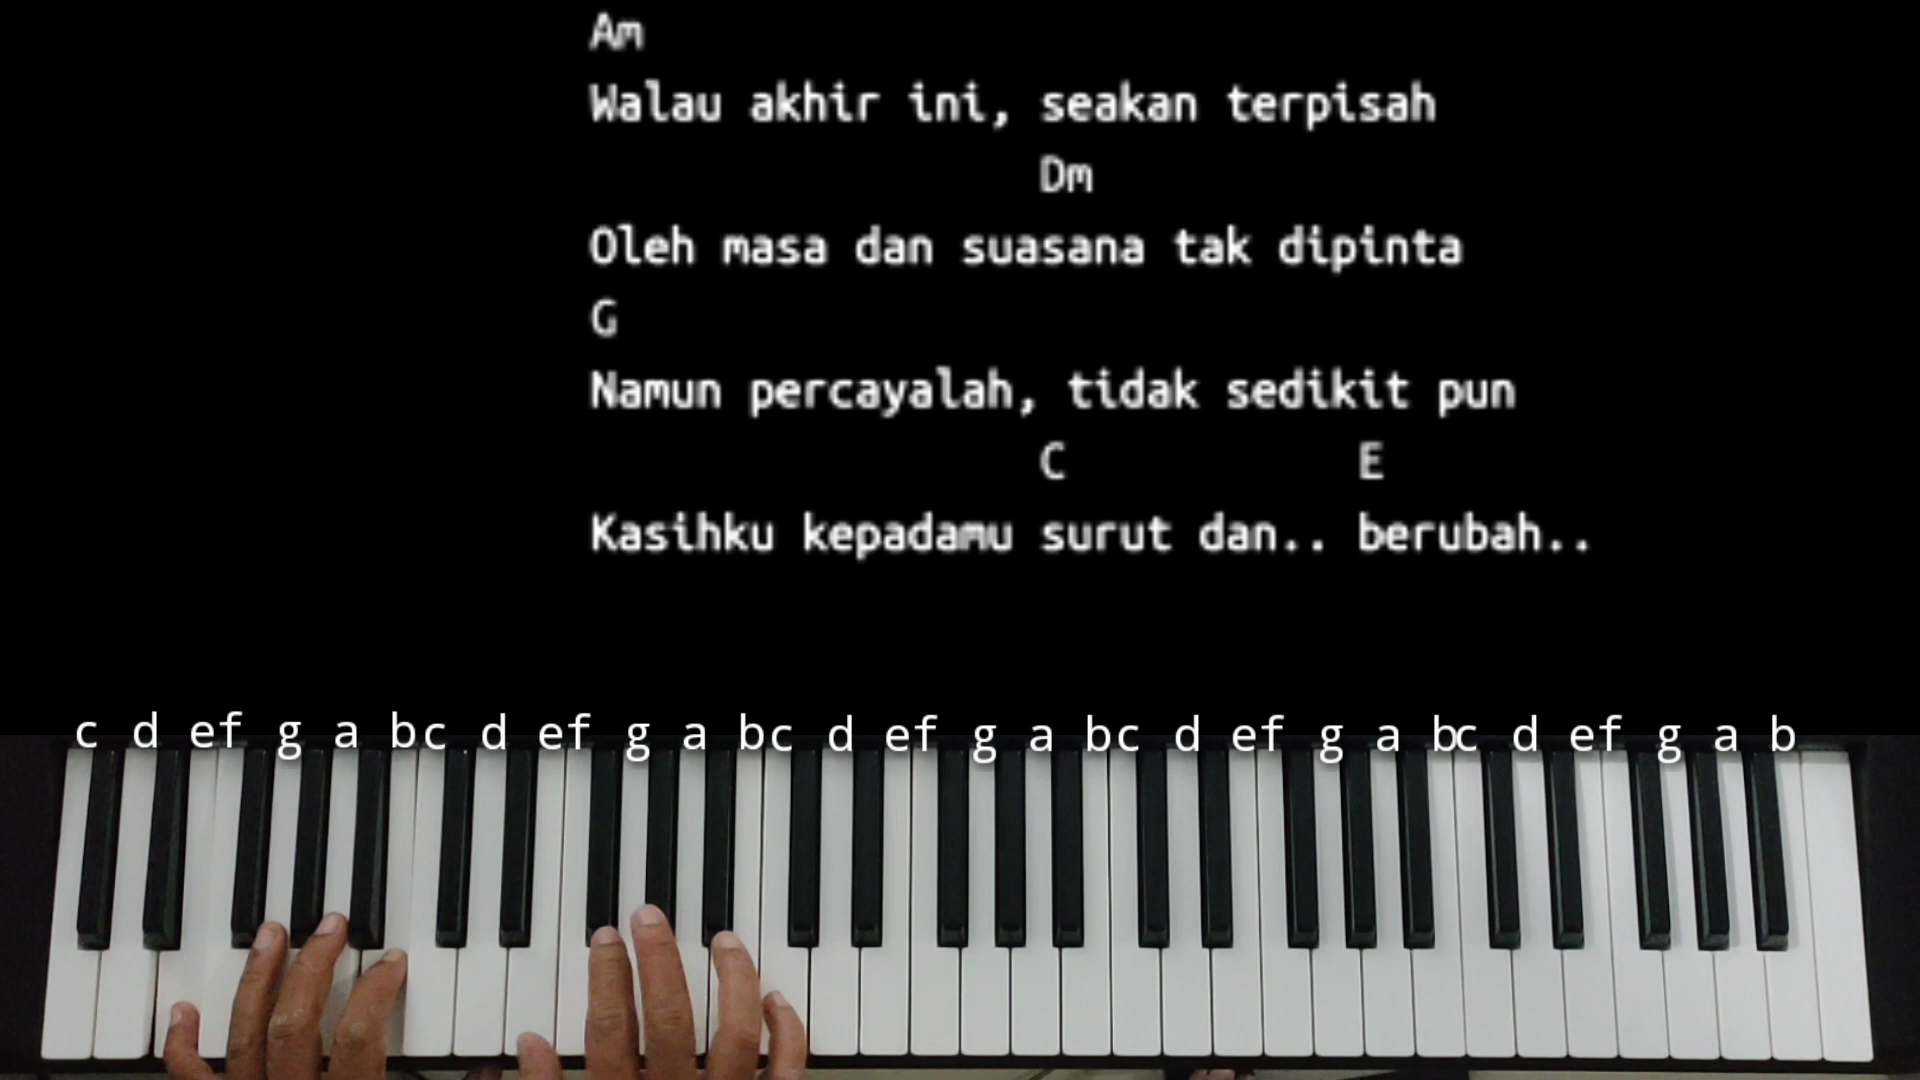 Am
Walau akhir ini, seakan terpisah
Dm
Oleh masa dan suasana tak dipinta
G
Namun percayalah, tidak sedikit pun
C E
Kasihku kepadamu surut dan.. berubah..
c d ef g a bc d ef g a bc d ef g a bc d ef g a bc d ef g a b